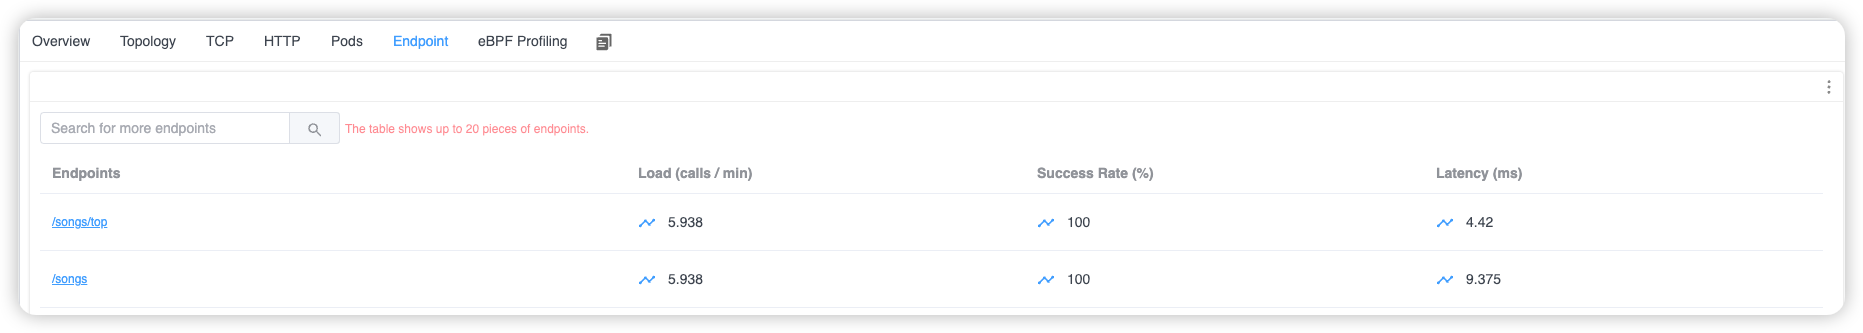 Overview Topology TCP HTTP Pods Endpoint eBPF Profiling
Search for more endpoints The table shows up to 20 pieces of endpoints.
Endpoints Load (calls / min) Success Rate (%) Latency (ms)
/songs/top 5.938 100 4.42
/songs 5.938 100 9.375